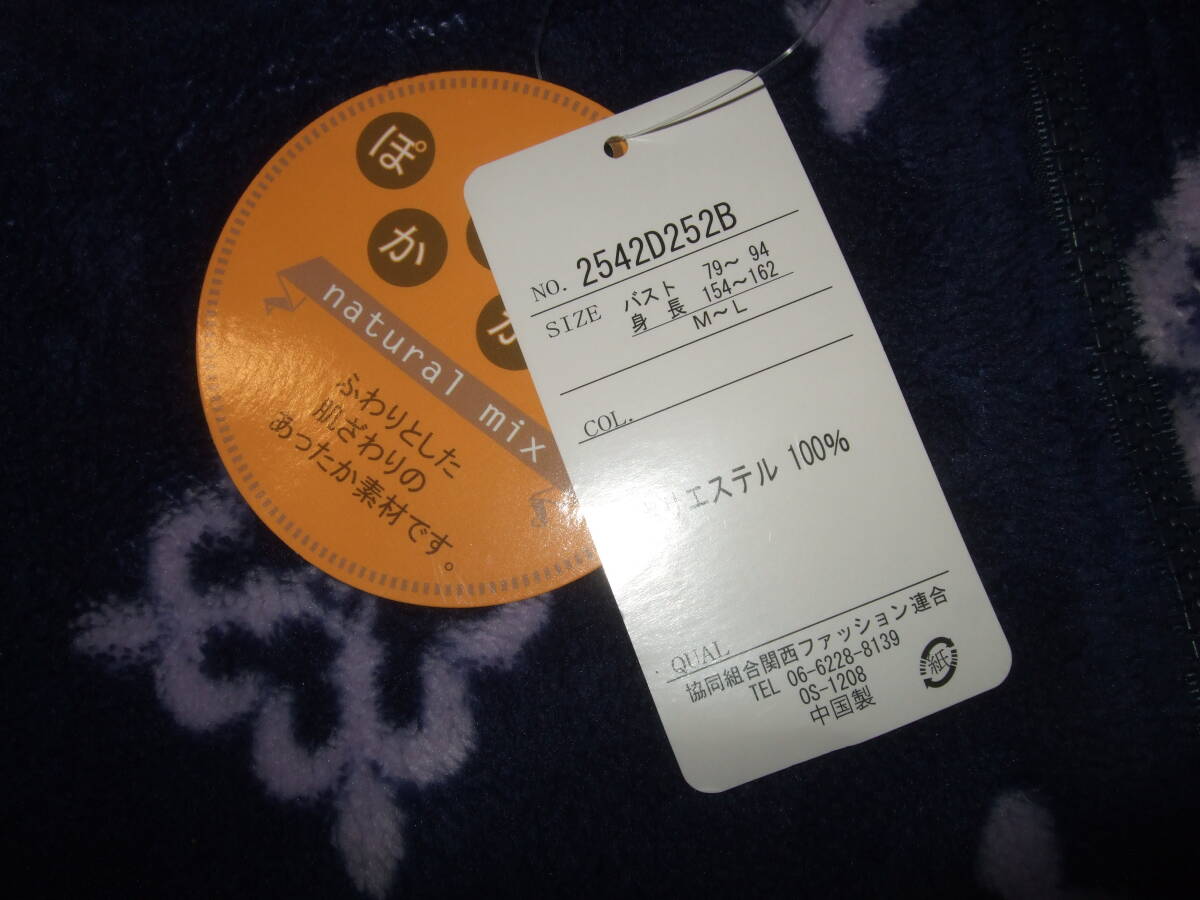 ぽ
か
natural mix
ふわりとした
肌ざわりの
あったか素材です。
NO. 2542D252B
SIZE バスト 79～ 94
身 長 154～162
M～L
COL.
エステル 100%
QUAL
協同組合関西ファッション連合
TEL 06-6228-8139
OS-1208
中国製
紙